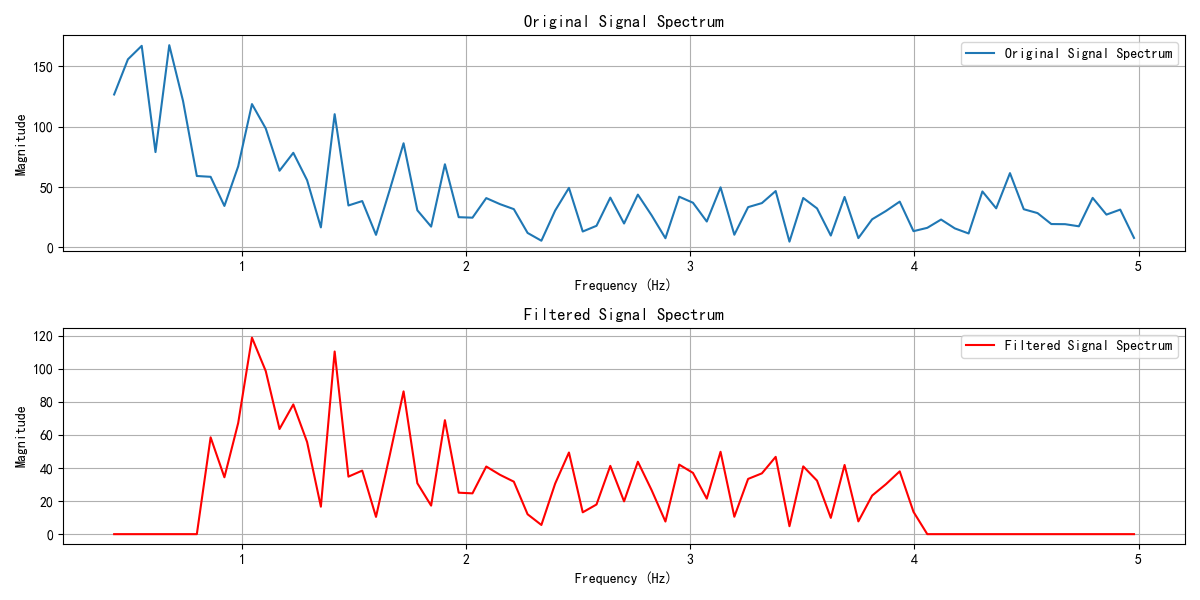 Original Signal Spectrum
Original Signal Spectrum
Magnitude
150
100
50
0
1 2 3 4 5
Frequency (Hz)
Filtered Signal Spectrum
Filtered Signal Spectrum
Magnitude
120
100
80
60
40
20
0
1 2 3 4 5
Frequency (Hz)